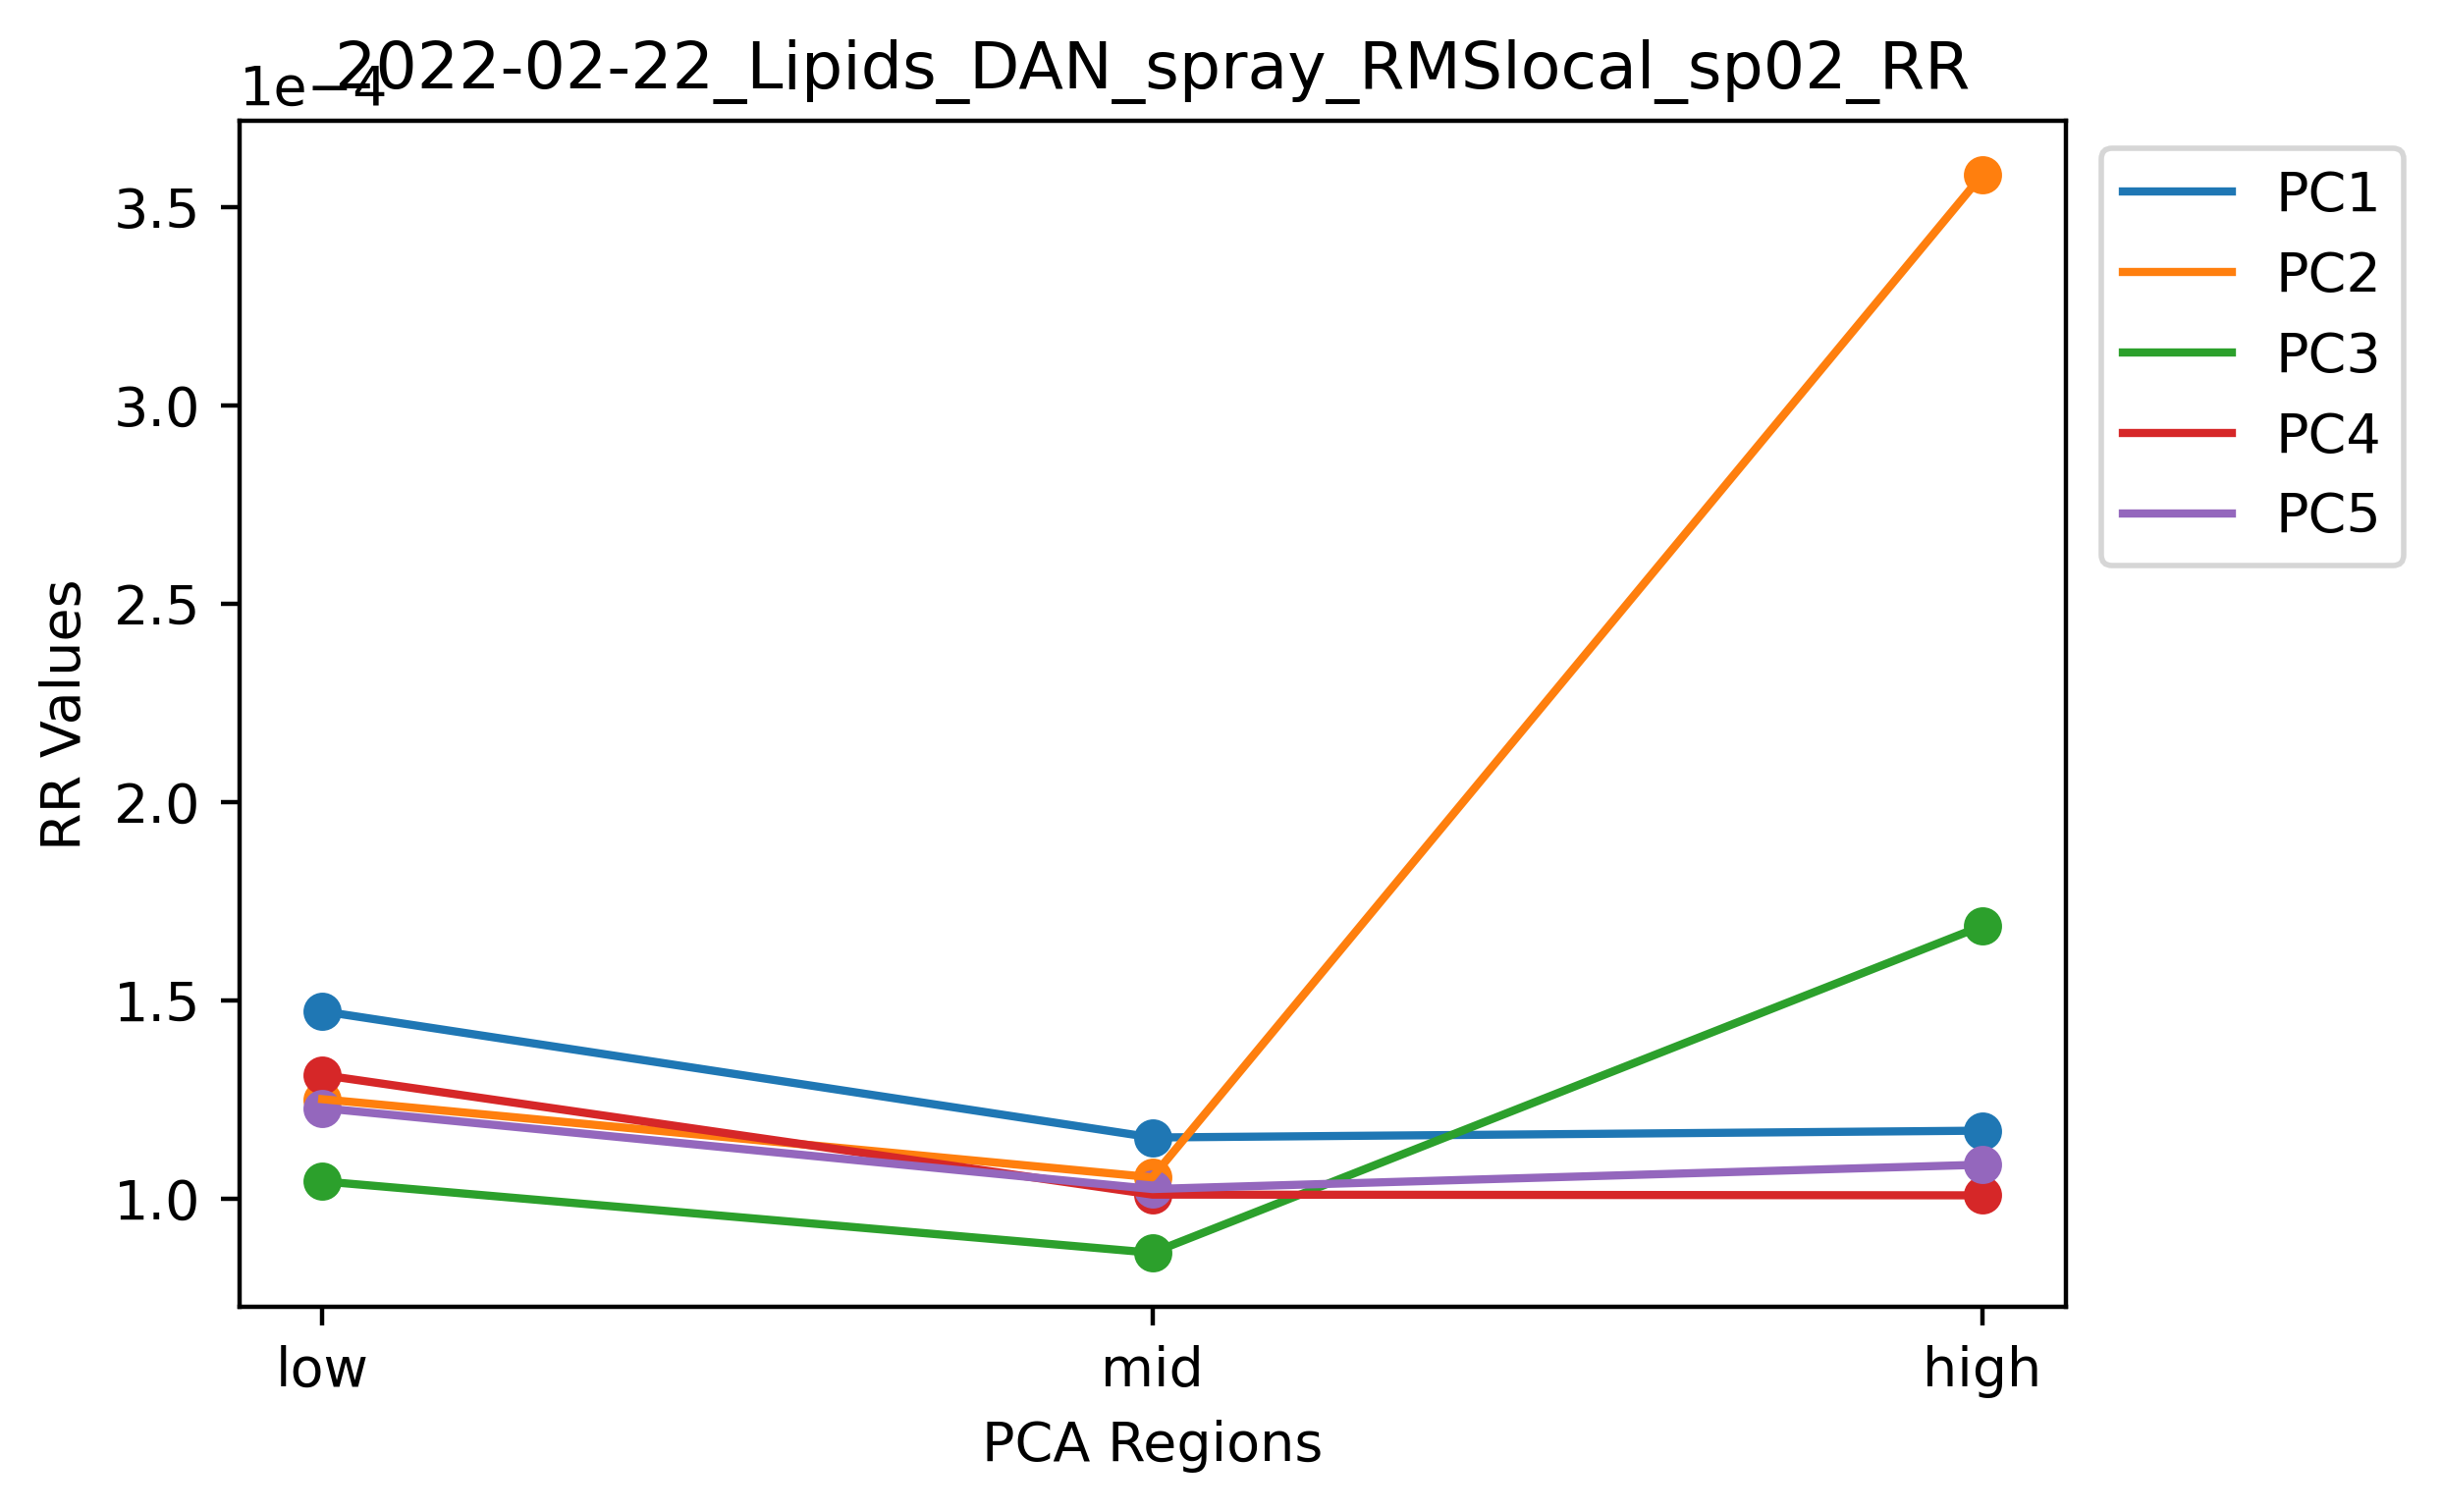 2022-02-22_Lipids_DAN_spray_RMSlocal_sp02_RR
1e−4
3.5
3.0
2.5
2.0
1.5
1.0
RR Values
low mid high
PCA Regions
PC1
PC2
PC3
PC4
PC5